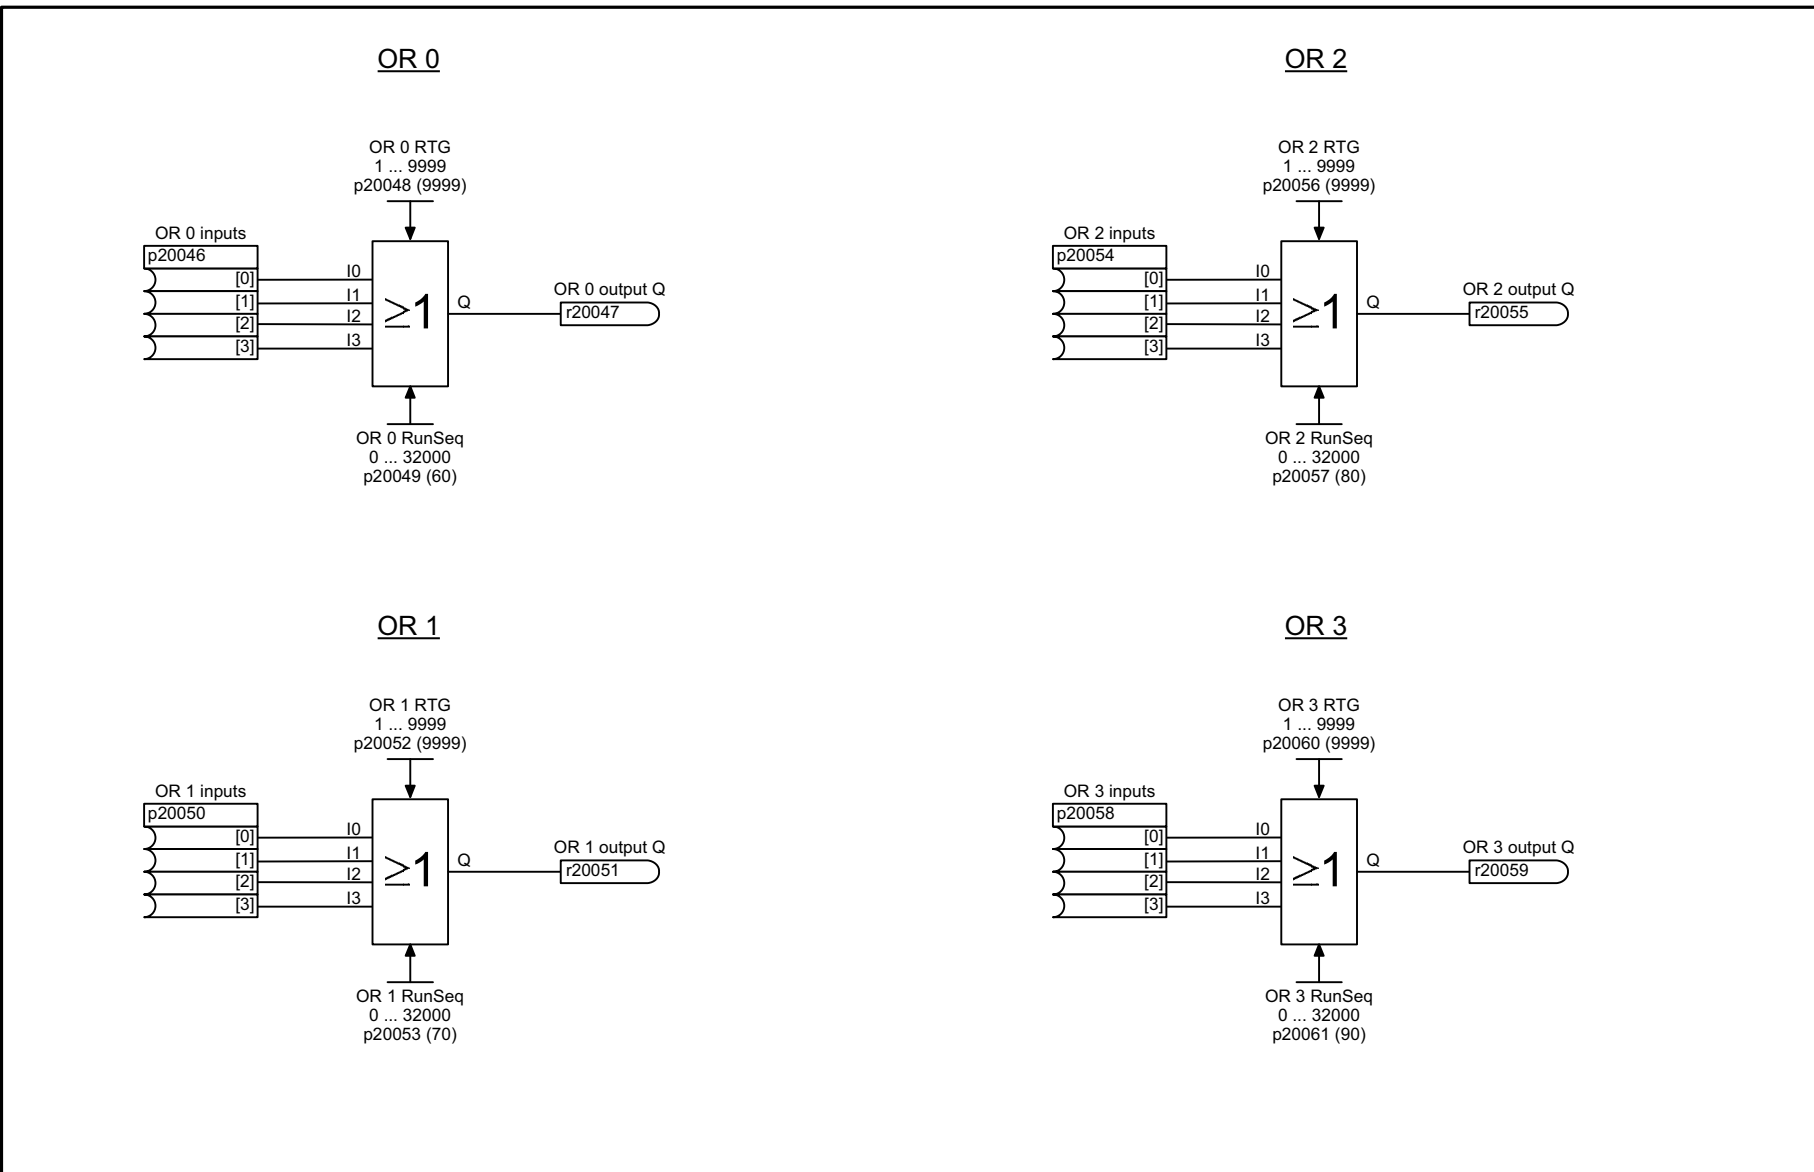 OR 0
OR 0 RTG
1 ... 9999
p20048 (9999)
OR 0 inputs
p20046
[0]
[1]
[2]
[3]
I0
I1
I2
I3
≥1
Q
OR 0 output Q
r20047
OR 0 RunSeq
0 ... 32000
p20049 (60)
OR 2
OR 2 RTG
1 ... 9999
p20056 (9999)
OR 2 inputs
p20054
[0]
[1]
[2]
[3]
I0
I1
I2
I3
≥1
Q
OR 2 output Q
r20055
OR 2 RunSeq
0 ... 32000
p20057 (80)
OR 1
OR 1 RTG
1 ... 9999
p20052 (9999)
OR 1 inputs
p20050
[0]
[1]
[2]
[3]
I0
I1
I2
I3
≥1
Q
OR 1 output Q
r20051
OR 1 RunSeq
0 ... 32000
p20053 (70)
OR 3
OR 3 RTG
1 ... 9999
p20060 (9999)
OR 3 inputs
p20058
[0]
[1]
[2]
[3]
I0
I1
I2
I3
≥1
Q
OR 3 output Q
r20059
OR 3 RunSeq
0 ... 32000
p20061 (90)